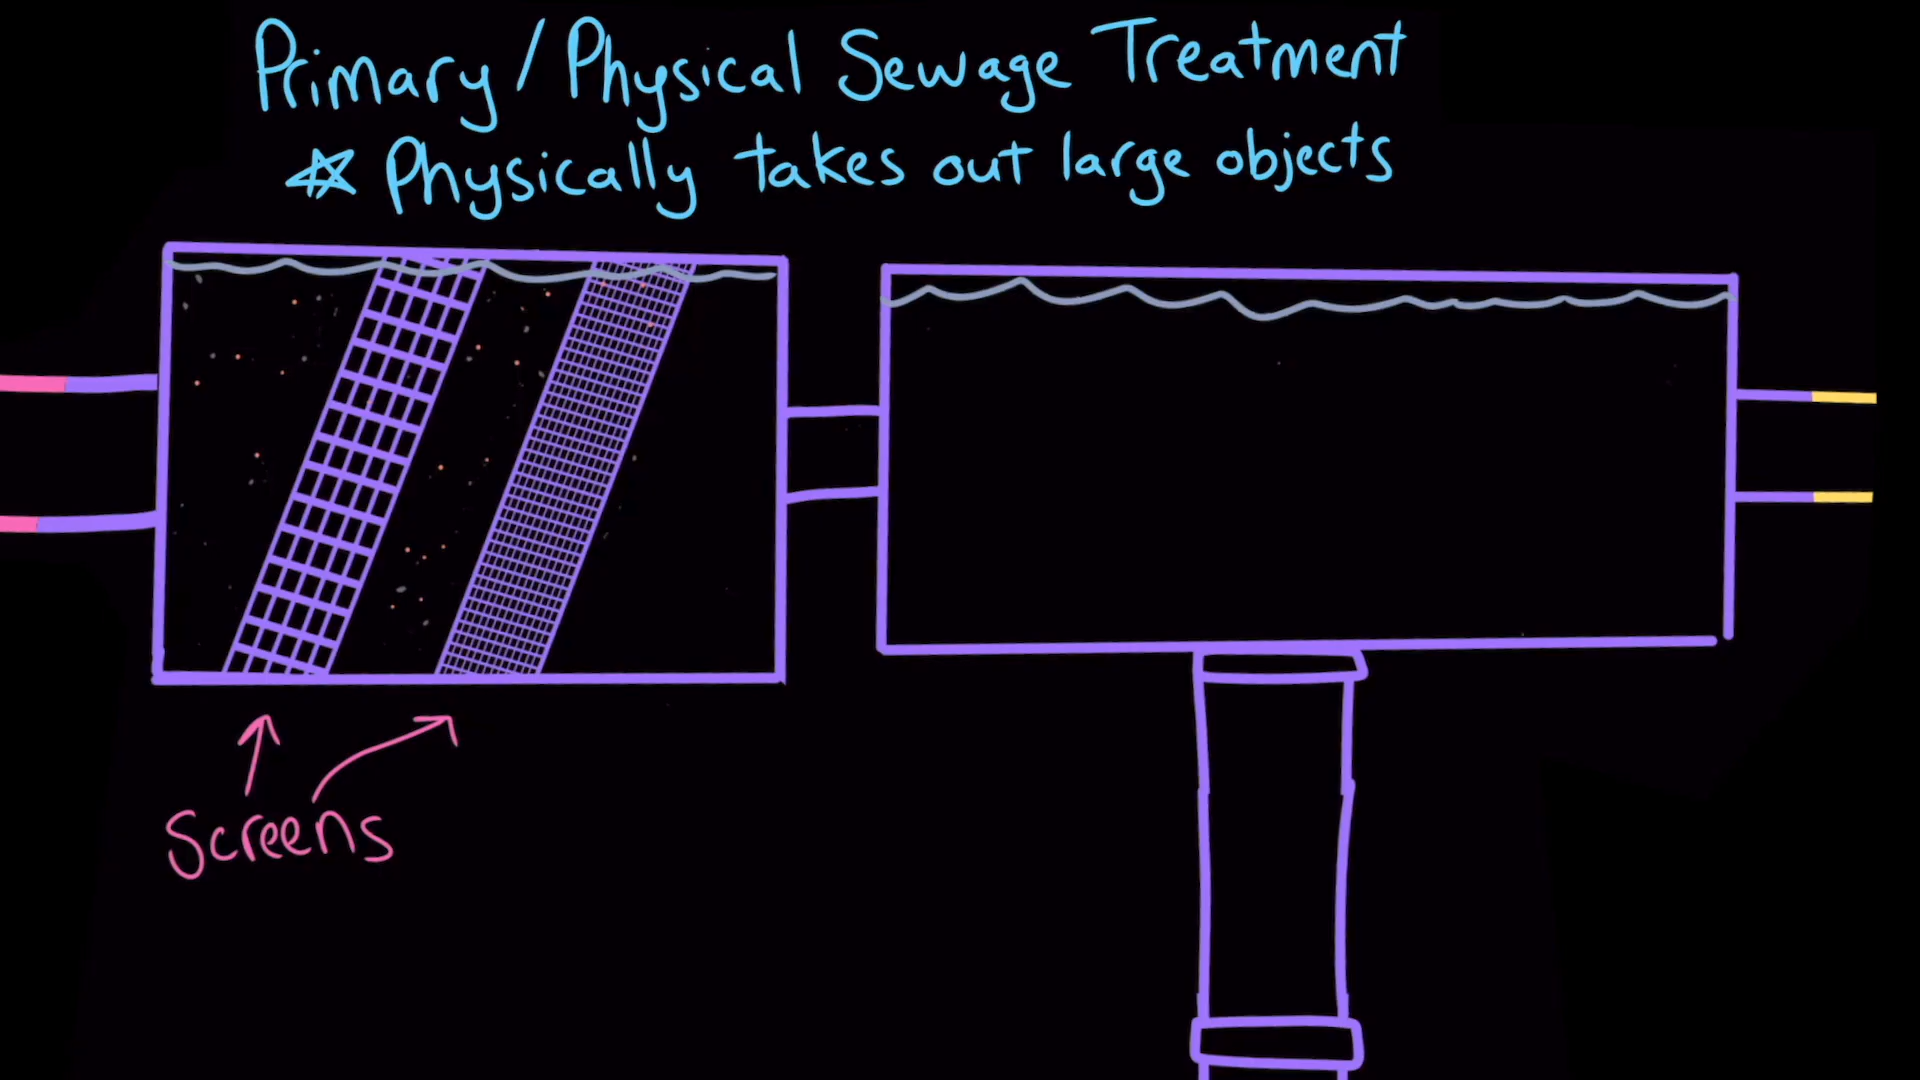 Primary/Physical Sewage Treatment
☆ Physically takes out large objects
Screens